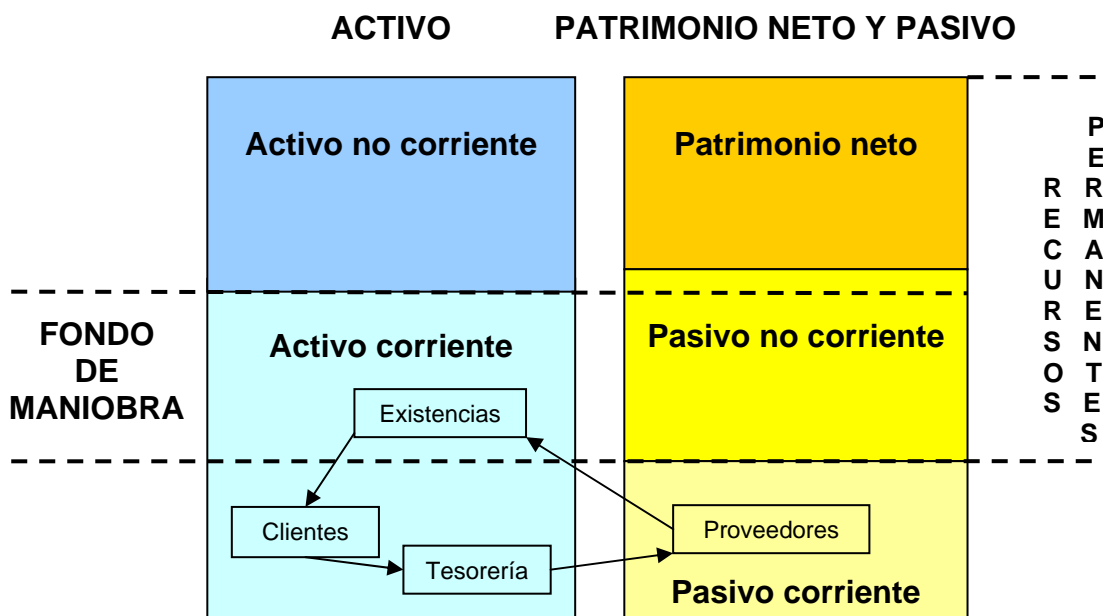 ACTIVO
PATRIMONIO NETO Y PASIVO
Activo no corriente
Patrimonio neto
RECURSOS
PERMANENTES
FONDO
DE
MANIOBRA
Activo corriente
Pasivo no corriente
Existencias
Clientes
Tesorería
Proveedores
Pasivo corriente